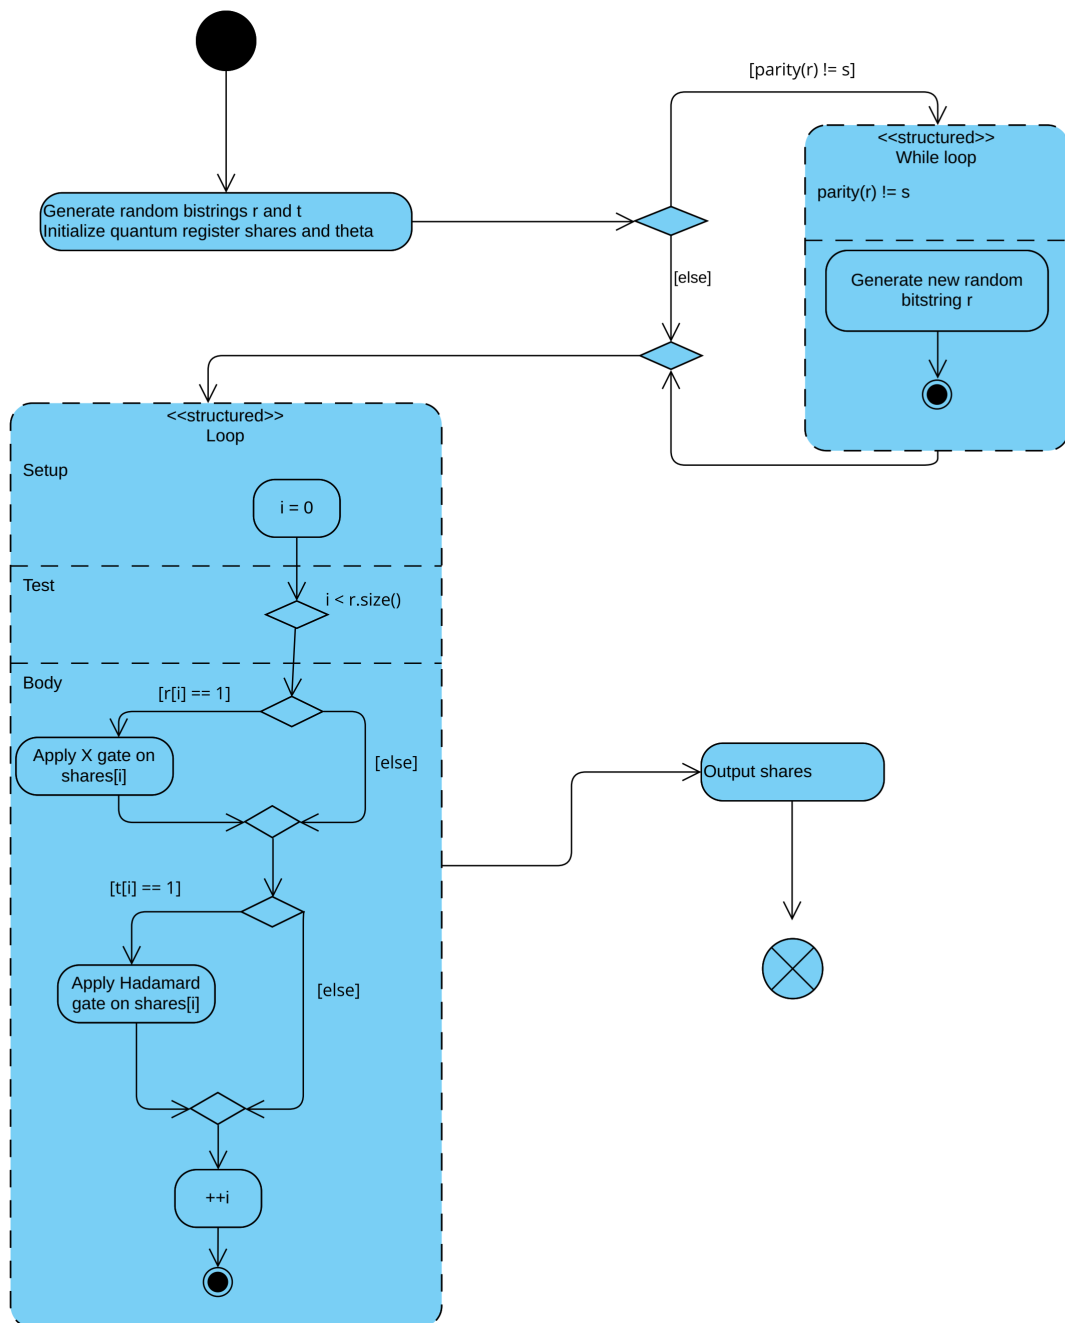 [parity(r) != s]
<<structured>>
While loop
parity(r) != s
Generate random bistrings r and t
Initialize quantum register shares and theta
[else]
Generate new random
bitstring r
<<structured>>
Loop
Setup
i = 0
Test
i < r.size()
Body
[r[i] == 1]
Apply X gate on
shares[i]
[else]
Output shares
[t[i] == 1]
Apply Hadamard
gate on shares[i]
[else]
++i